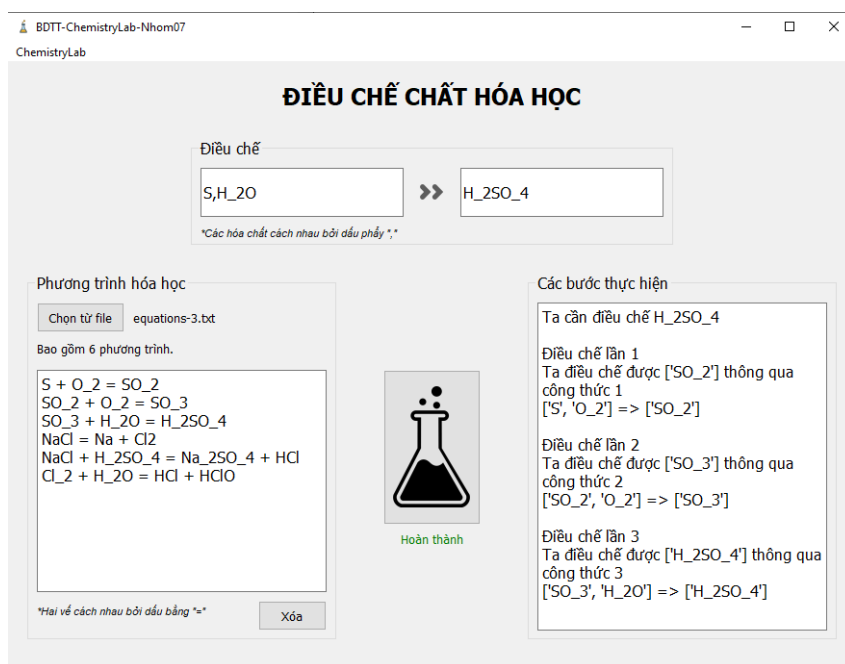 BDTT-ChemistryLab-Nhom07
ChemistryLab
ĐIỀU CHẾ CHẤT HÓA HỌC
Điều chế
S,H_2O
H_2SO_4
*Các hóa chất cách nhau bởi dấu phẩy ","
Phương trình hóa học
Chọn từ file
equations-3.txt
Bao gồm 6 phương trình.
S + O_2 = SO_2
SO_2 + O_2 = SO_3
SO_3 + H_2O = H_2SO_4
NaCl = Na + Cl2
NaCl + H_2SO_4 = Na_2SO_4 + HCl
Cl_2 + H_2O = HCl + HClO
*Hai vế cách nhau bởi dấu bằng "="
Xóa
Hoàn thành
Các bước thực hiện
Ta cần điều chế H_2SO_4
Điều chế lần 1
Ta điều chế được ['SO_2'] thông qua
công thức 1
['S', 'O_2'] => ['SO_2']
Điều chế lần 2
Ta điều chế được ['SO_3'] thông qua
công thức 2
['SO_2', 'O_2'] => ['SO_3']
Điều chế lần 3
Ta điều chế được ['H_2SO_4'] thông qua
công thức 3
['SO_3', 'H_2O'] => ['H_2SO_4']